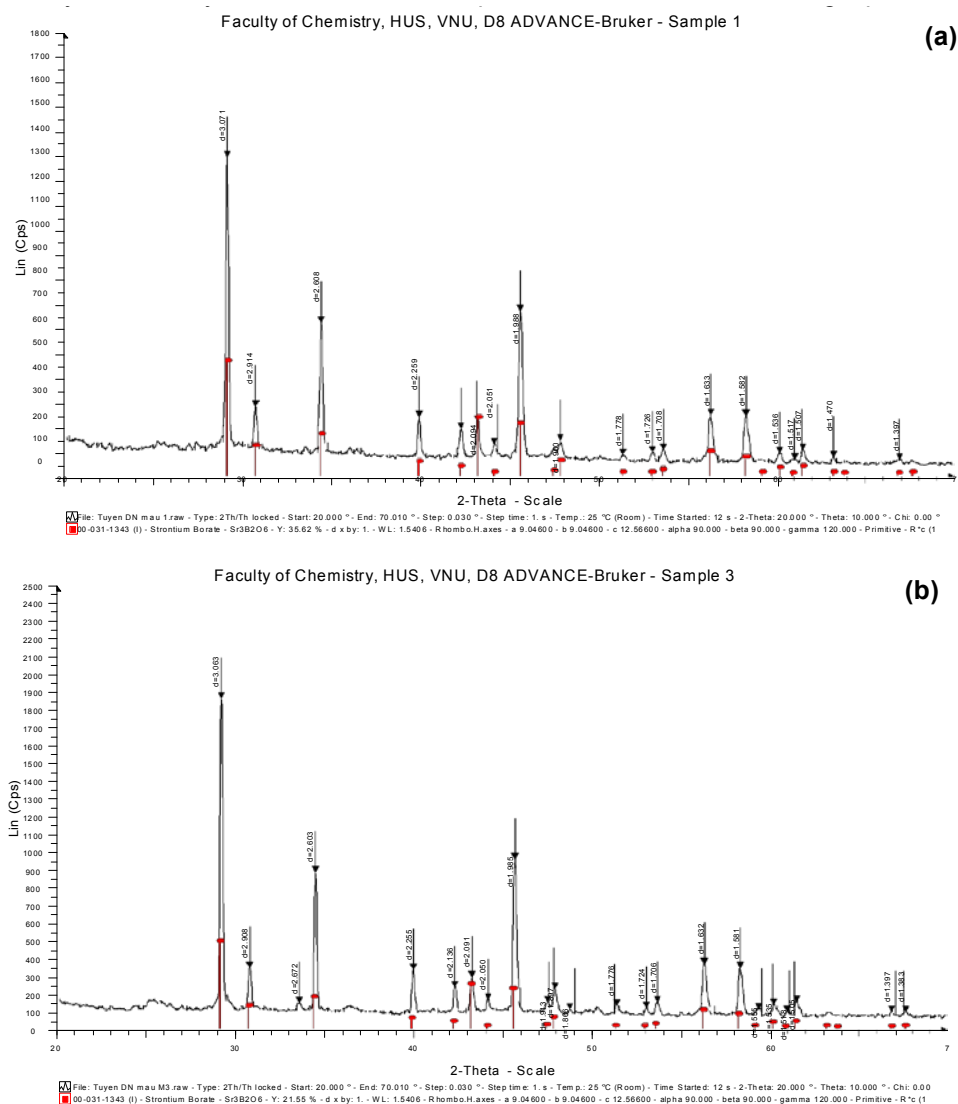 Faculty of Chemistry, HUS, VNU, D8 ADVANCE-Bruker - Sample 1
(a)
Lin (Cps)
1800
1700
1600
1500
1400
1300
1200
1100
1000
900
800
700
600
500
400
300
200
100
0
d=3.071
d=2.914
d=2.608
d=2.259
d=2.094
d=2.051
d=1.988
d=1.900
d=1.778
d=1.726
d=1.708
d=1.633
d=1.582
d=1.536
d=1.517
d=1.507
d=1.470
d=1.397
20 30 40 50 60 7
2-Theta - Scale
File: Tuyen DN mau 1.raw - Type: 2Th/Th locked - Start: 20.000 ° - End: 70.010 ° - Step: 0.030 ° - Step time: 1. s - Temp.: 25 °C (Room) - Time Started: 12 s - 2-Theta: 20.000 ° - Theta: 10.000 ° - Chi: 0.00 °
00-031-1343 (I) - Strontium Borate - Sr3B2O6 - Y: 35.62 % - d x by: 1. - WL: 1.5406 - Rhombo.H.axes - a 9.04600 - b 9.04600 - c 12.56600 - alpha 90.000 - beta 90.000 - gamma 120.000 - Primitive - R*c (1
Faculty of Chemistry, HUS, VNU, D8 ADVANCE-Bruker - Sample 3
(b)
Lin (Cps)
2500
2400
2300
2200
2100
2000
1900
1800
1700
1600
1500
1400
1300
1200
1100
1000
900
800
700
600
500
400
300
200
100
0
d=3.063
d=2.908
d=2.672
d=2.603
d=2.255
d=2.136
d=2.091
d=2.050
d=1.985
d=1.913
d=1.776
d=1.724
d=1.706
d=1.632
d=1.581
d=1.535
d=1.505
d=1.397
d=1.383
20 30 40 50 60 7
2-Theta - Scale
File: Tuyen DN mau M3.raw - Type: 2Th/Th locked - Start: 20.000 ° - End: 70.010 ° - Step: 0.030 ° - Step time: 1. s - Temp.: 25 °C (Room) - Time Started: 12 s - 2-Theta: 20.000 ° - Theta: 10.000 ° - Chi: 0.00
00-031-1343 (I) - Strontium Borate - Sr3B2O6 - Y: 21.55 % - d x by: 1. - WL: 1.5406 - Rhombo.H.axes - a 9.04600 - b 9.04600 - c 12.56600 - alpha 90.000 - beta 90.000 - gamma 120.000 - Primitive - R*c (1